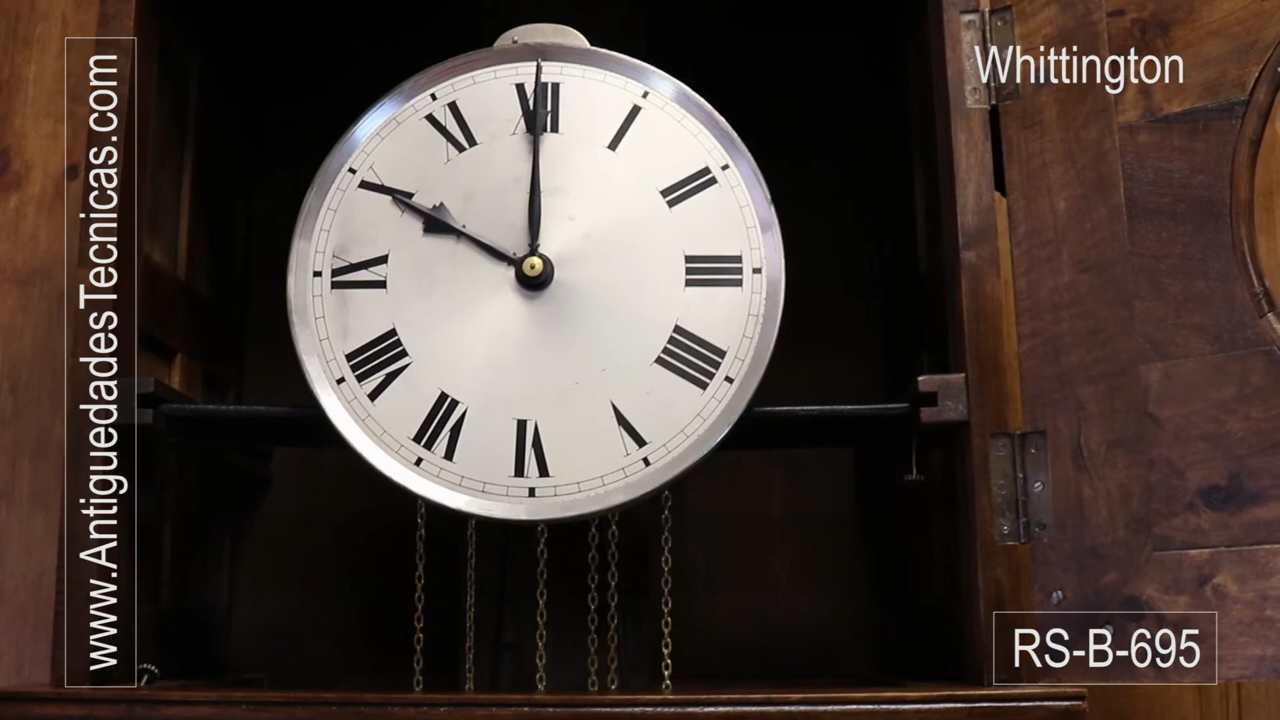 www.AntiguedadesTecnicas.com
Whittington
XII
I
II
III
IIII
V
VI
VII
VIII
IX
X
XI
RS-B-695